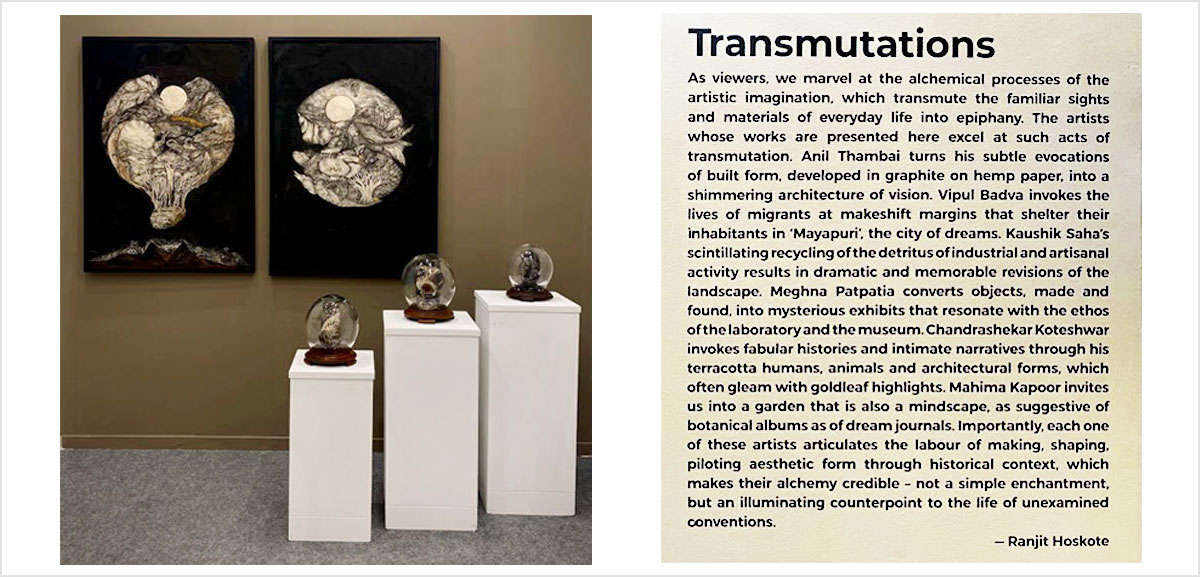 Transmutations
As viewers, we marvel at the alchemical processes of the
artistic imagination, which transmute the familiar sights
and materials of everyday life into epiphany. The artists
whose works are presented here excel at such acts of
transmutation. Anil Thambai turns his subtle evocations
of built form, developed in graphite on hemp paper, into a
shimmering architecture of vision. Vipul Badva invokes the
lives of migrants at makeshift margins that shelter their
inhabitants in ‘Mayapuri’, the city of dreams. Kaushik Saha’s
scintillating recycling of the detritus of industrial and artisanal
activity results in dramatic and memorable revisions of the
landscape. Meghna Patpatia converts objects, made and
found, into mysterious exhibits that resonate with the ethos
of the laboratory and the museum. Chandrashekar Koteshwar
invokes fabular histories and intimate narratives through his
terracotta humans, animals and architectural forms, which
often gleam with goldleaf highlights. Mahima Kapoor invites
us into a garden that is also a mindscape, as suggestive of
botanical albums as of dream journals. Importantly, each one
of these artists articulates the labour of making, shaping,
piloting aesthetic form through historical context, which
makes their alchemy credible – not a simple enchantment,
but an illuminating counterpoint to the life of unexamined
conventions.
— Ranjit Hoskote